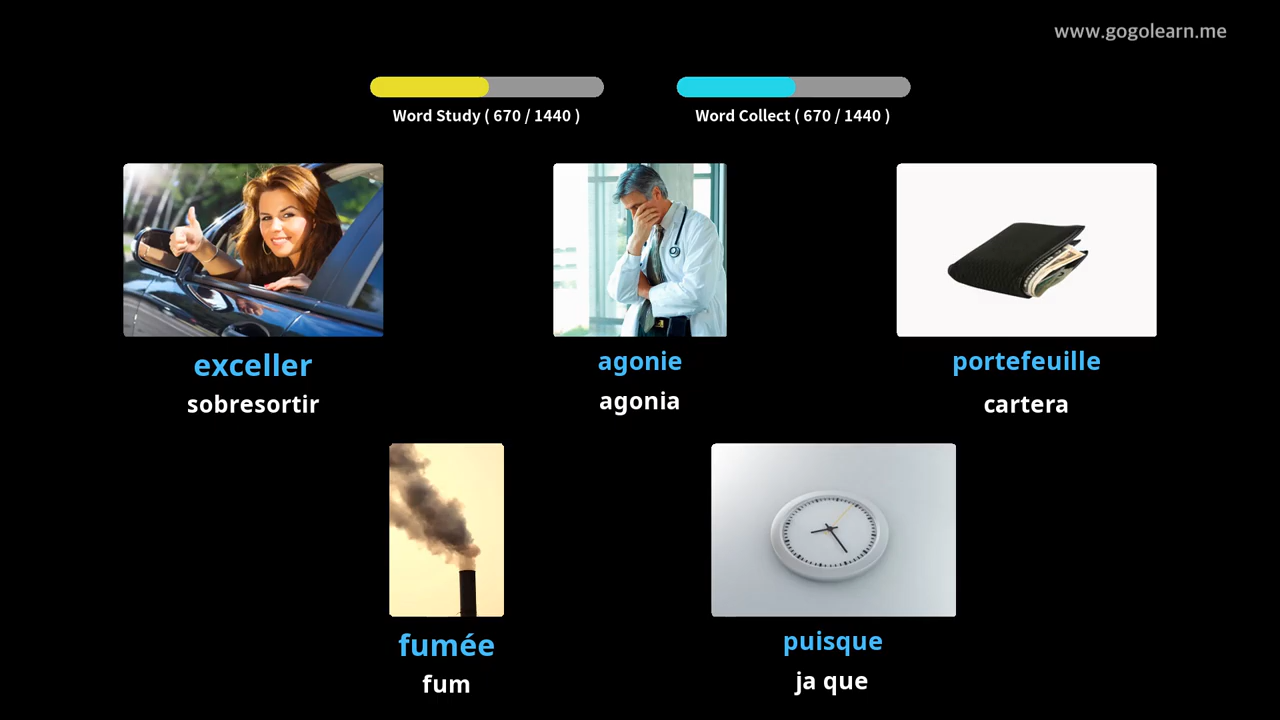 www.gogolearn.me
Word Study ( 670 / 1440 )
Word Collect ( 670 / 1440 )
exceller
sobresortir
agonie
agonia
portefeuille
cartera
fumée
fum
puisque
ja que